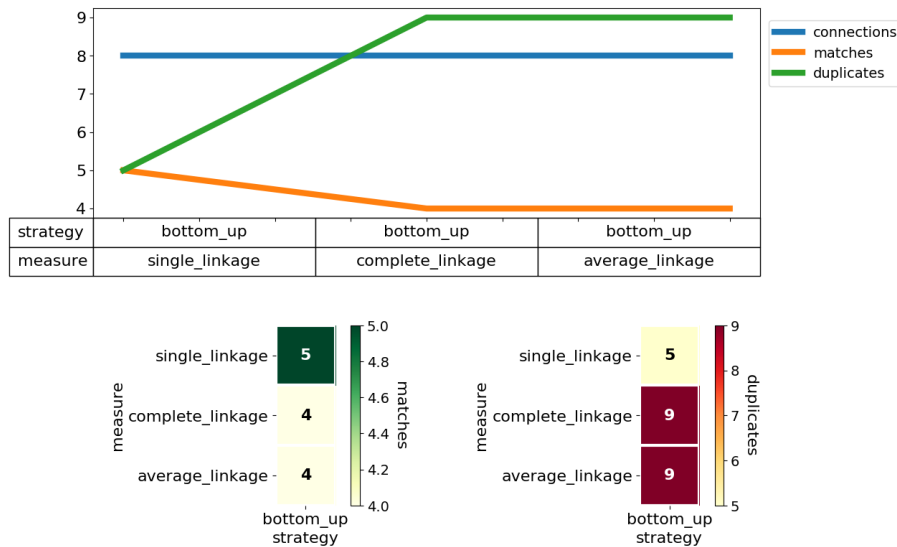 9
8
7
6
5
4
connections
matches
duplicates
strategy bottom_up bottom_up bottom_up
measure single_linkage complete_linkage average_linkage
measure
single_linkage 5
complete_linkage 4
average_linkage 4
bottom_up
strategy
5.0
4.8
4.6
4.4
4.2
4.0
matches
measure
single_linkage 5
complete_linkage 9
average_linkage 9
bottom_up
strategy
9
8
7
6
5
duplicates